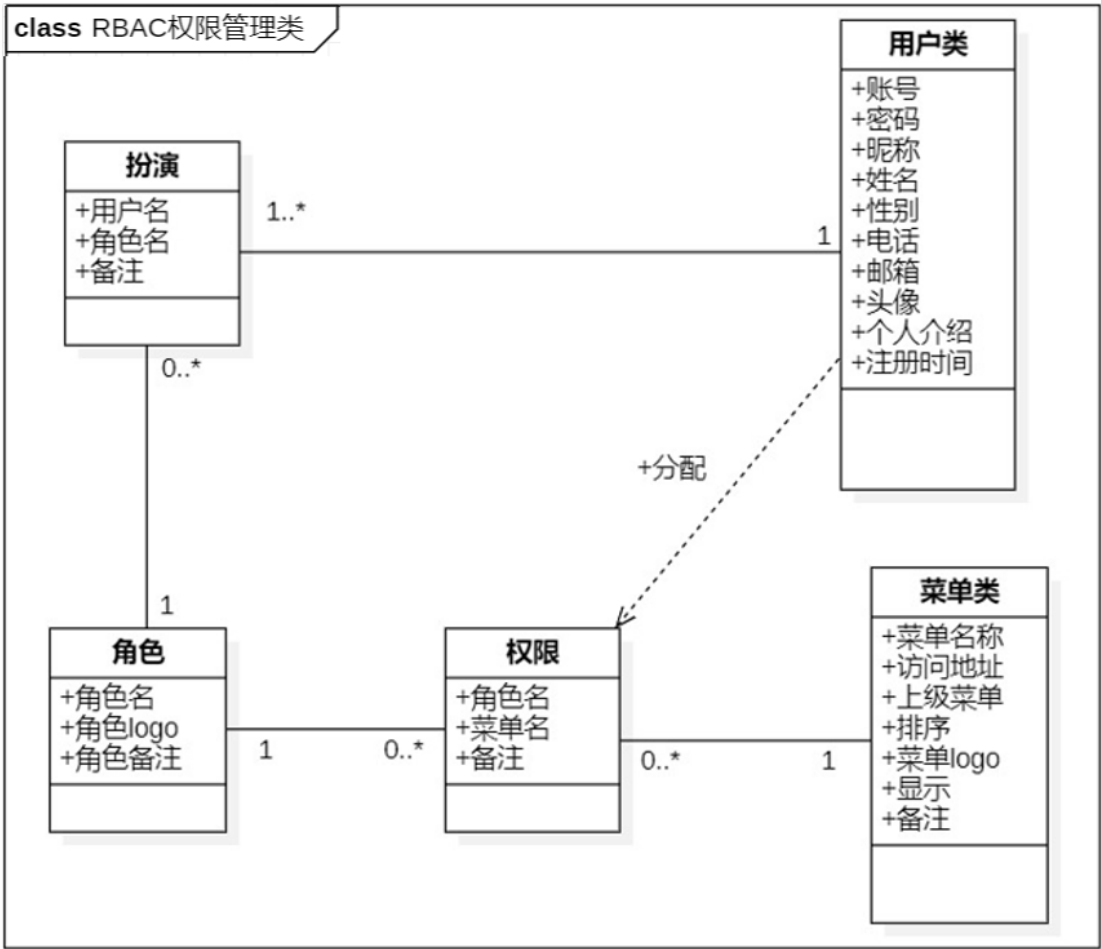 class RBAC权限管理类
用户类
+账号
+密码
+昵称
+姓名
+性别
+电话
+邮箱
+头像
+个人介绍
+注册时间
扮演
+用户名
+角色名
+备注
1..*
1
0..*
1
+分配
角色
+角色名
+角色logo
+角色备注
1
0..*
权限
+角色名
+菜单名
+备注
0..*
1
菜单类
+菜单名称
+访问地址
+上级菜单
+排序
+菜单logo
+显示
+备注